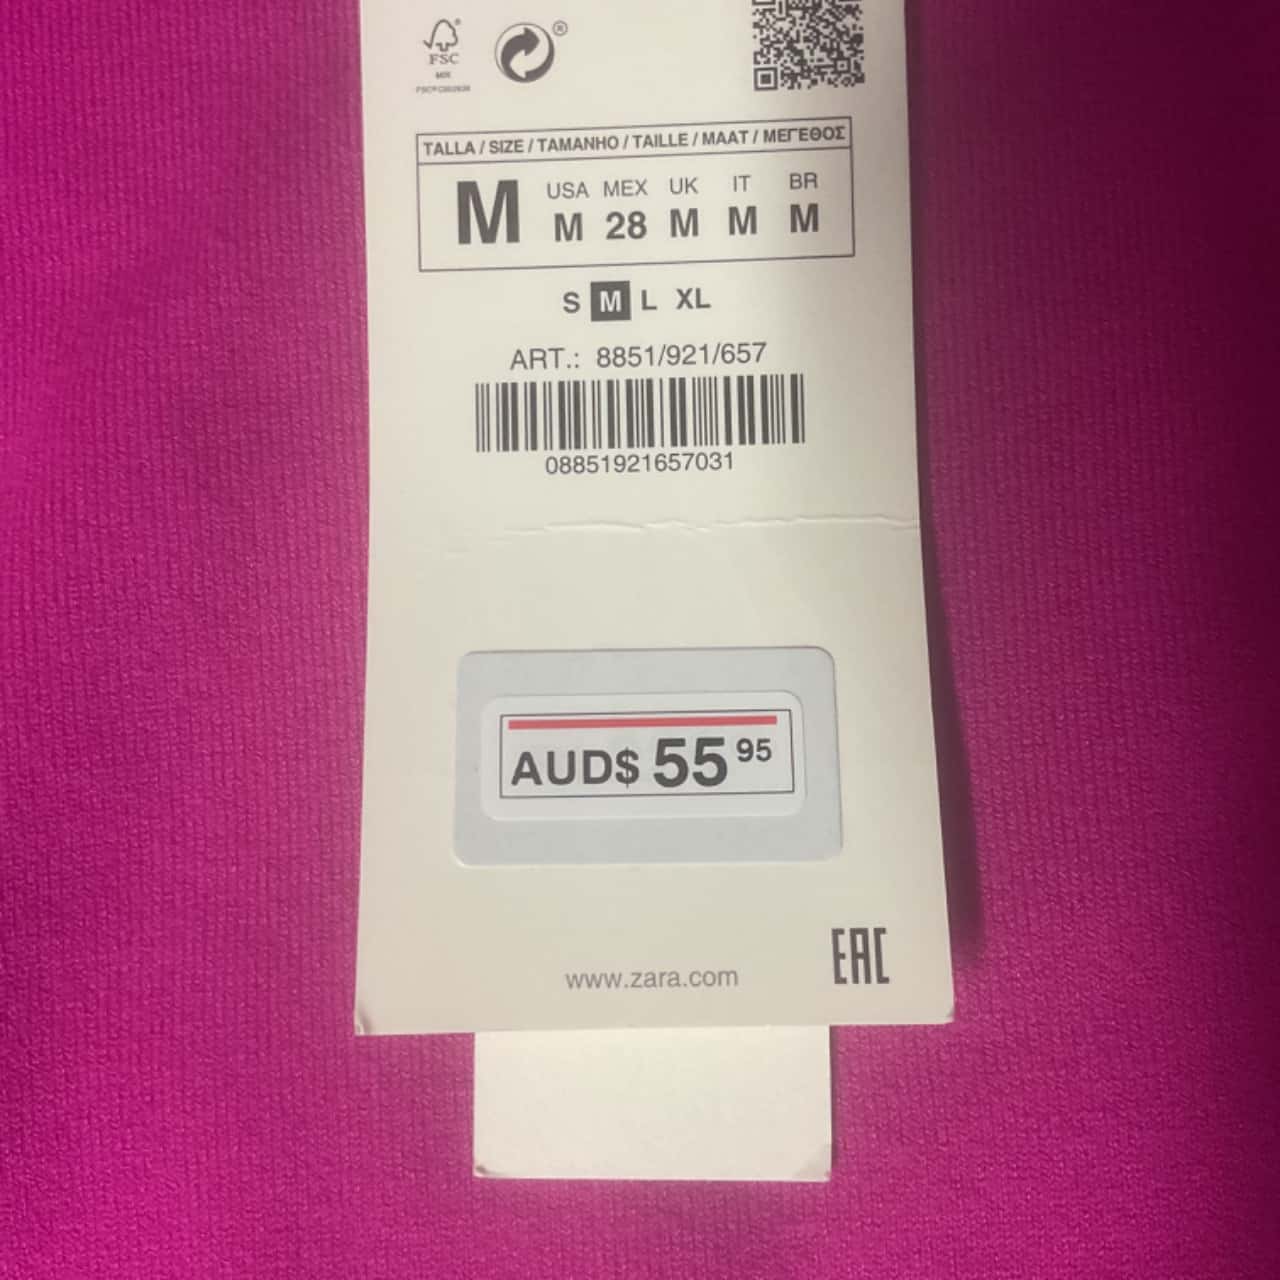 FSC
MIX
TALLA / SIZE / TAMANHO / TAILLE / MAAT / ΜΕΓΕΘΟΣ
M
USA MEX UK IT BR
M 28 M M M
S M L XL
ART.: 8851/921/657
08851921657031
AUD$ 55 95
www.zara.com
EAC